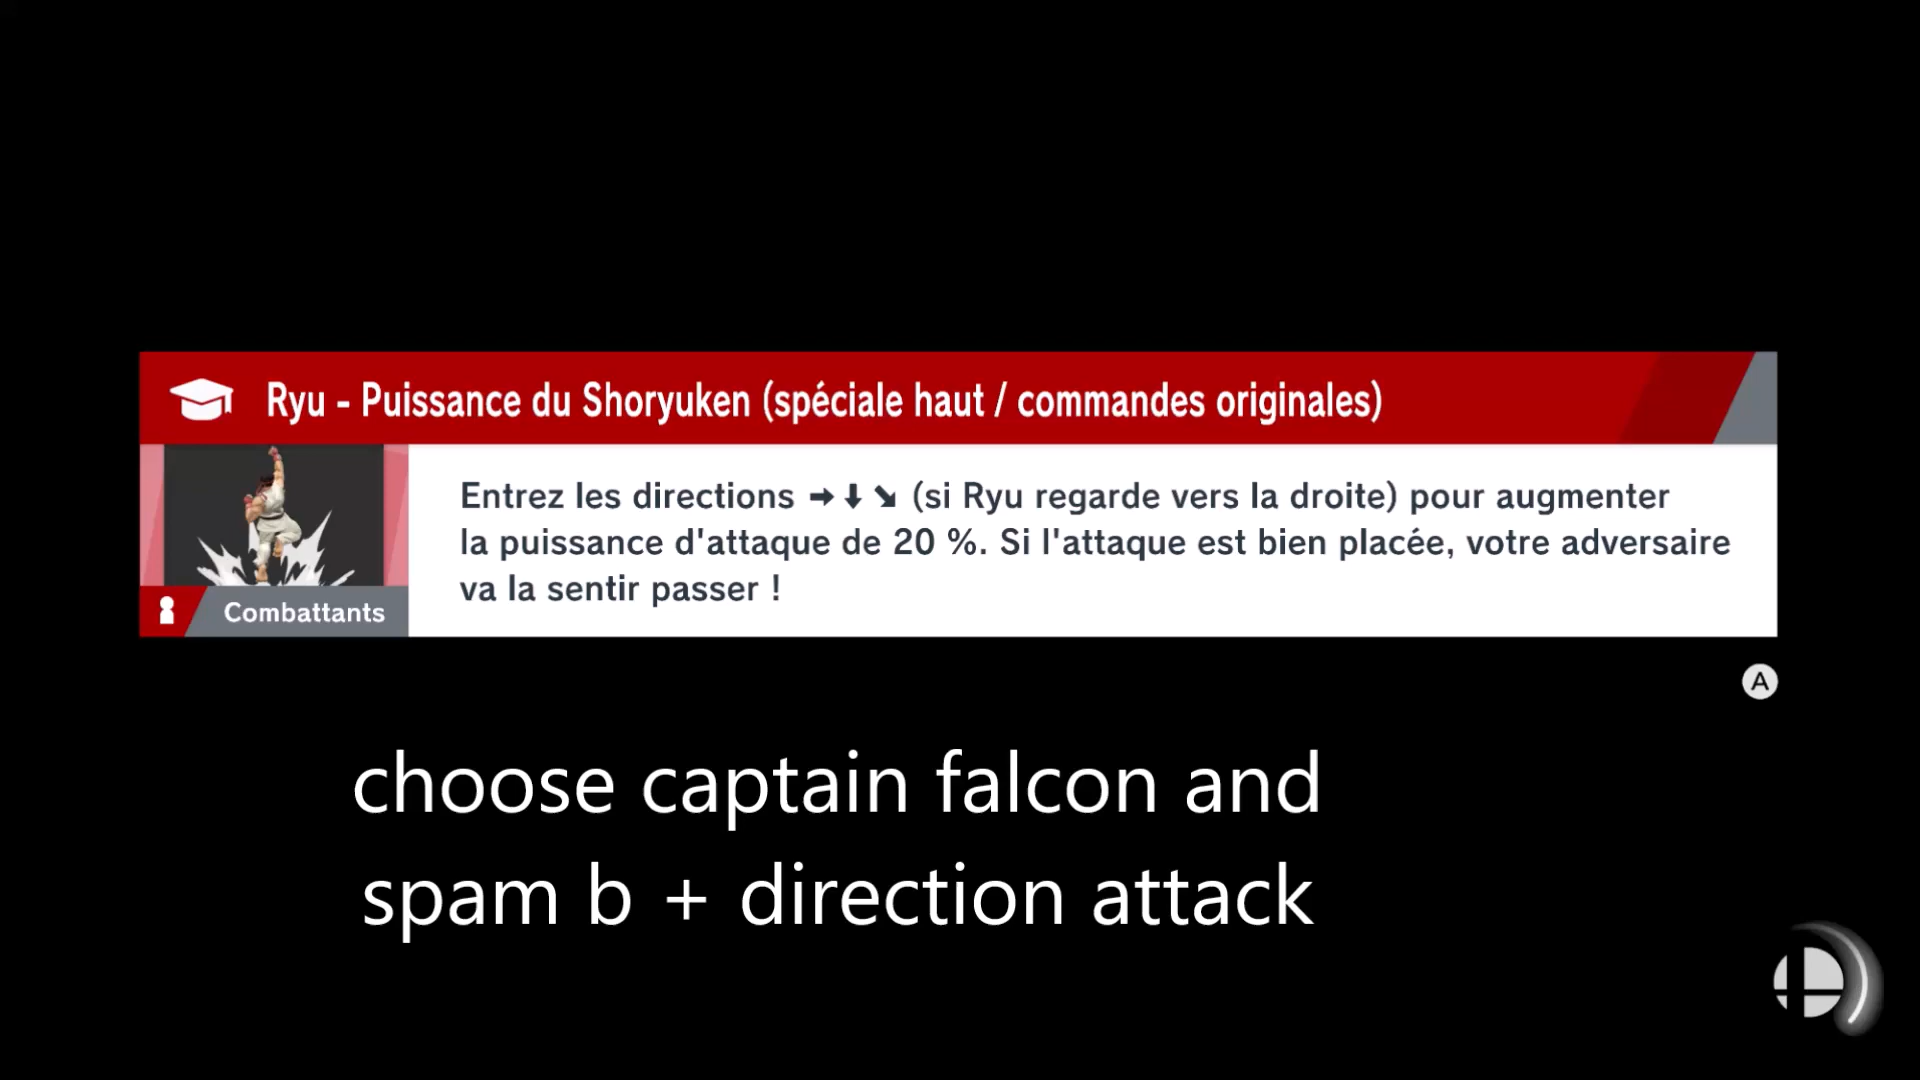 Ryu - Puissance du Shoryuken (spéciale haut / commandes originales)
Entrez les directions ➡⬇⬊ (si Ryu regarde vers la droite) pour augmenter
la puissance d'attaque de 20 %. Si l'attaque est bien placée, votre adversaire
va la sentir passer !
Combattants
A
choose captain falcon and
spam b + direction attack